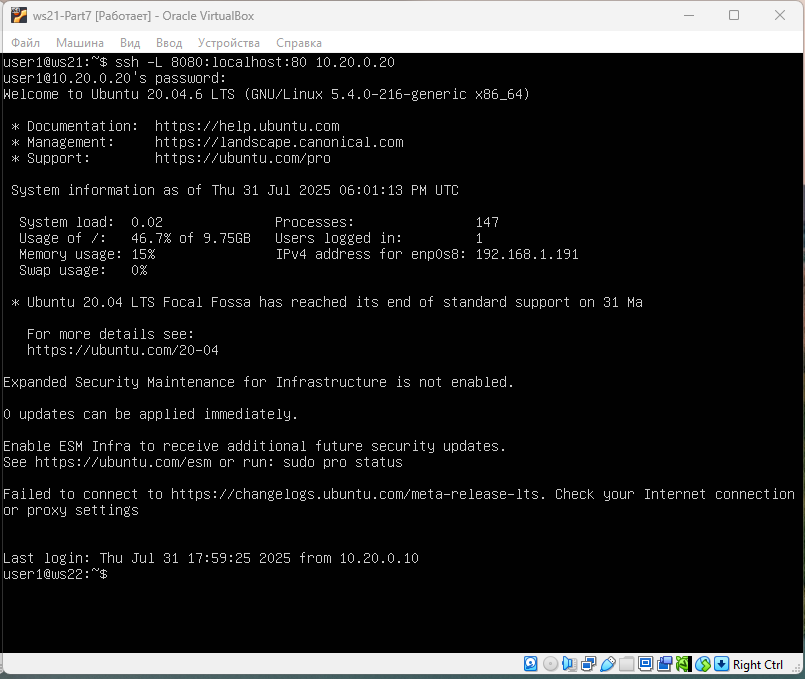 ws21-Part7 [Работает] - Oracle VirtualBox
Файл Машина Вид Ввод Устройства Справка
user1@ws21:~$ ssh -L 8080:localhost:80 10.20.0.20
user1@10.20.0.20's password:
Welcome to Ubuntu 20.04.6 LTS (GNU/Linux 5.4.0-216-generic x86_64)
* Documentation: https://help.ubuntu.com
* Management: https://landscape.canonical.com
* Support: https://ubuntu.com/pro
System information as of Thu 31 Jul 2025 06:01:13 PM UTC
System load: 0.02 Processes: 147
Usage of /: 46.7% of 9.75GB Users logged in: 1
Memory usage: 15% IPv4 address for enp0s8: 192.168.1.191
Swap usage: 0%
* Ubuntu 20.04 LTS Focal Fossa has reached its end of standard support on 31 Ma
For more details see:
https://ubuntu.com/20-04
Expanded Security Maintenance for Infrastructure is not enabled.
0 updates can be applied immediately.
Enable ESM Infra to receive additional future security updates.
See https://ubuntu.com/esm or run: sudo pro status
Failed to connect to https://changelogs.ubuntu.com/meta-release-lts. Check your Internet connection
or proxy settings
Last login: Thu Jul 31 17:59:25 2025 from 10.20.0.10
user1@ws22:~$
Right Ctrl